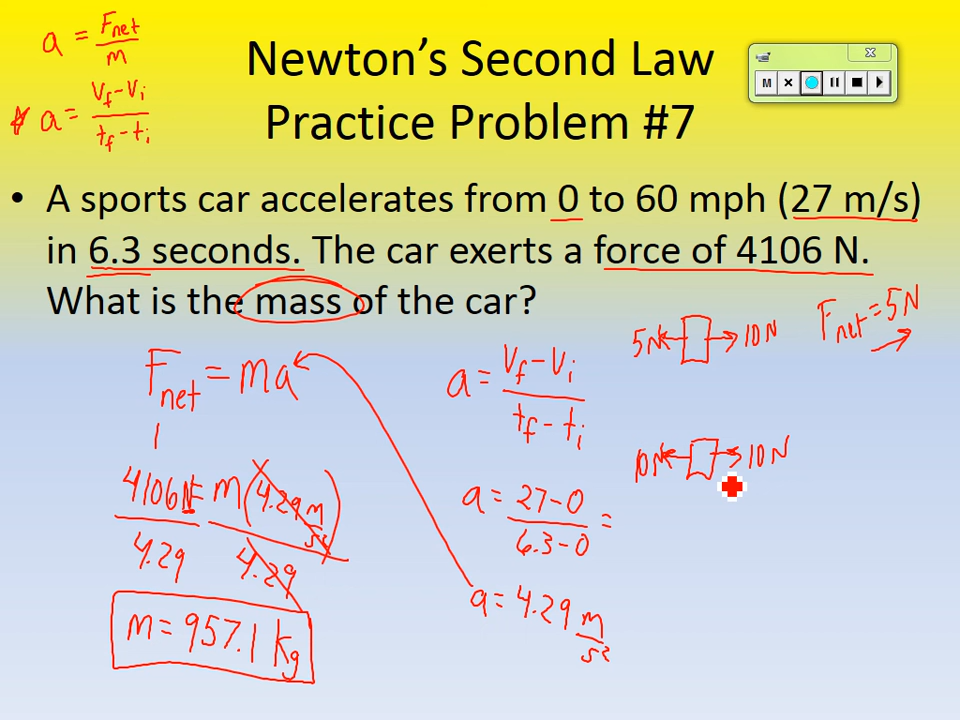 a = Fnet/m
a = Vf-Vi/tf-ti
Newton's Second Law
Practice Problem #7
M
• A sports car accelerates from 0 to 60 mph (27 m/s)
in 6.3 seconds. The car exerts a force of 4106 N.
What is the mass of the car?
Fnet = ma
4106N = m(4.29 m/s²)
4.29 4.29
m = 957.1 kg
a = Vf-Vi/tf-ti
a = 27-0/6.3-0 =
a = 4.29 m/s²
5N 10N
Fnet = 5N
10N 10N